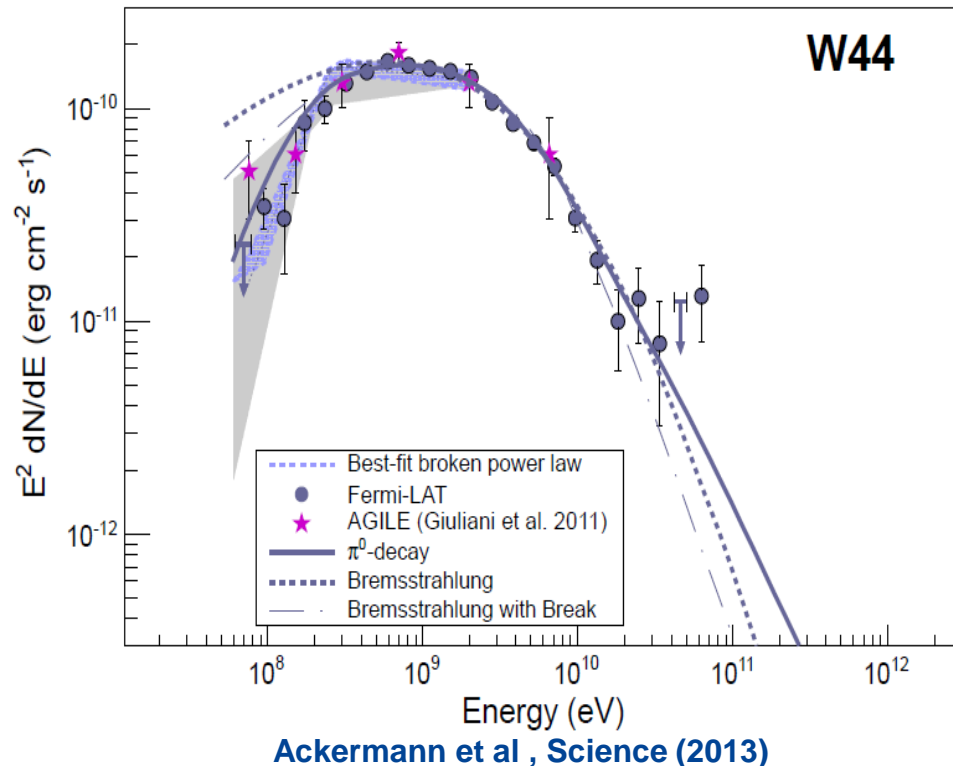 W44
E² dN/dE (erg cm⁻² s⁻¹)
10⁻¹⁰
10⁻¹¹
10⁻¹²
Best-fit broken power law
Fermi-LAT
AGILE (Giuliani et al. 2011)
π⁰-decay
Bremsstrahlung
Bremsstrahlung with Break
10⁸ 10⁹ 10¹⁰ 10¹¹ 10¹²
Energy (eV)
Ackermann et al , Science (2013)